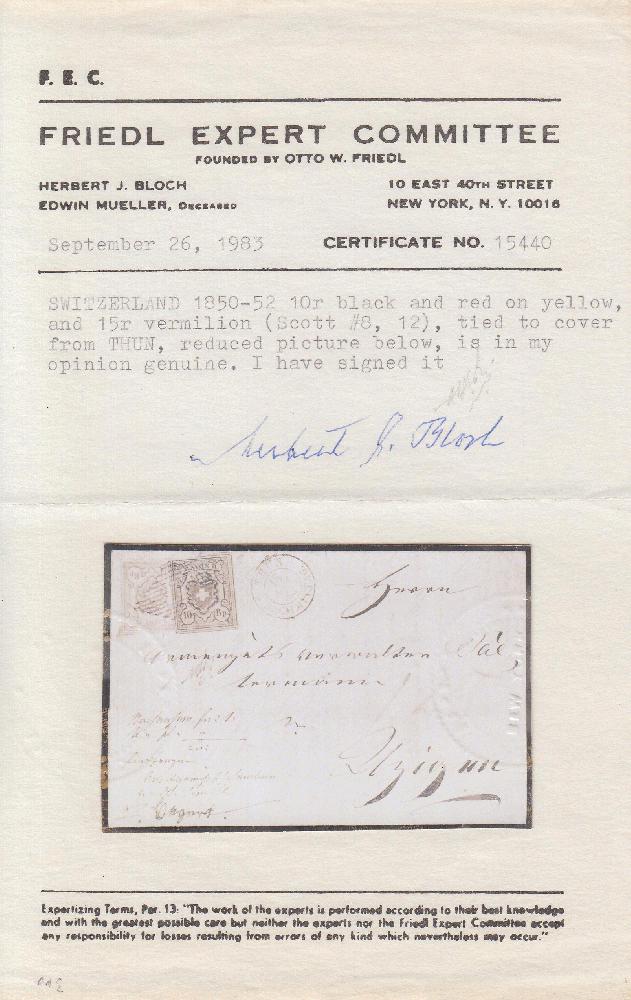 F. E. C.
FRIEDL EXPERT COMMITTEE
FOUNDED BY OTTO W. FRIEDL
HERBERT J. BLOCH
EDWIN MUELLER, DECEASED
10 EAST 40TH STREET
NEW YORK, N. Y. 10016
September 26, 1983 CERTIFICATE NO. 15440
SWITZERLAND 1850-52 10r black and red on yellow,
and 15r vermilion (Scott #8, 12), tied to cover
from THUN, reduced picture below, is in my
opinion genuine. I have signed it
Herbert J. Bloch
10 Rp.
Herrn
Utzigen
Expertizing Terms, Par. 13: "The work of the experts is performed according to their best knowledge
and with the greatest possible care but neither the experts nor the Friedl Expert Committee accept
any responsibility for losses resulting from errors of any kind which nevertheless may occur."